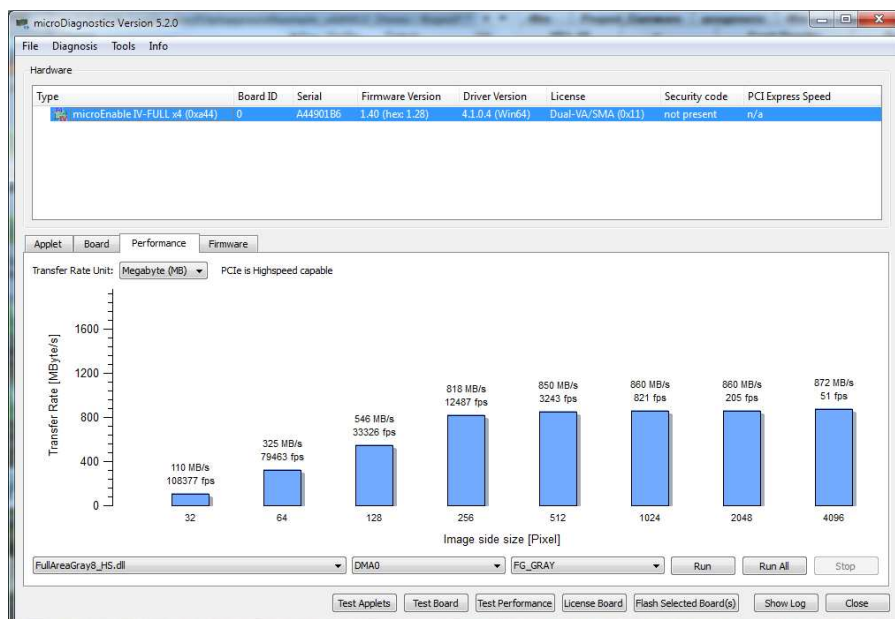 microDiagnostics Version 5.2.0
File Diagnosis Tools Info
Hardware
Type Board ID Serial Firmware Version Driver Version License Security code PCI Express Speed
microEnable IV-FULL x4 (0xa44) 0 A44901B6 1.40 (hex: 1.28) 4.1.0.4 (Win64) Dual-VA/SMA (0x11) not present n/a
Applet Board Performance Firmware
Transfer Rate Unit: Megabyte (MB) PCIe is Highspeed capable
Transfer Rate [MByte/s]
1600
1200
800
400
0
110 MB/s
108377 fps
325 MB/s
79463 fps
546 MB/s
33326 fps
818 MB/s
12487 fps
850 MB/s
3243 fps
860 MB/s
821 fps
860 MB/s
205 fps
872 MB/s
51 fps
32 64 128 256 512 1024 2048 4096
Image side size [Pixel]
FullAreaGray8_HS.dll DMA0 FG_GRAY Run Run All Stop
Test Applets Test Board Test Performance License Board Flash Selected Board(s) Show Log Close